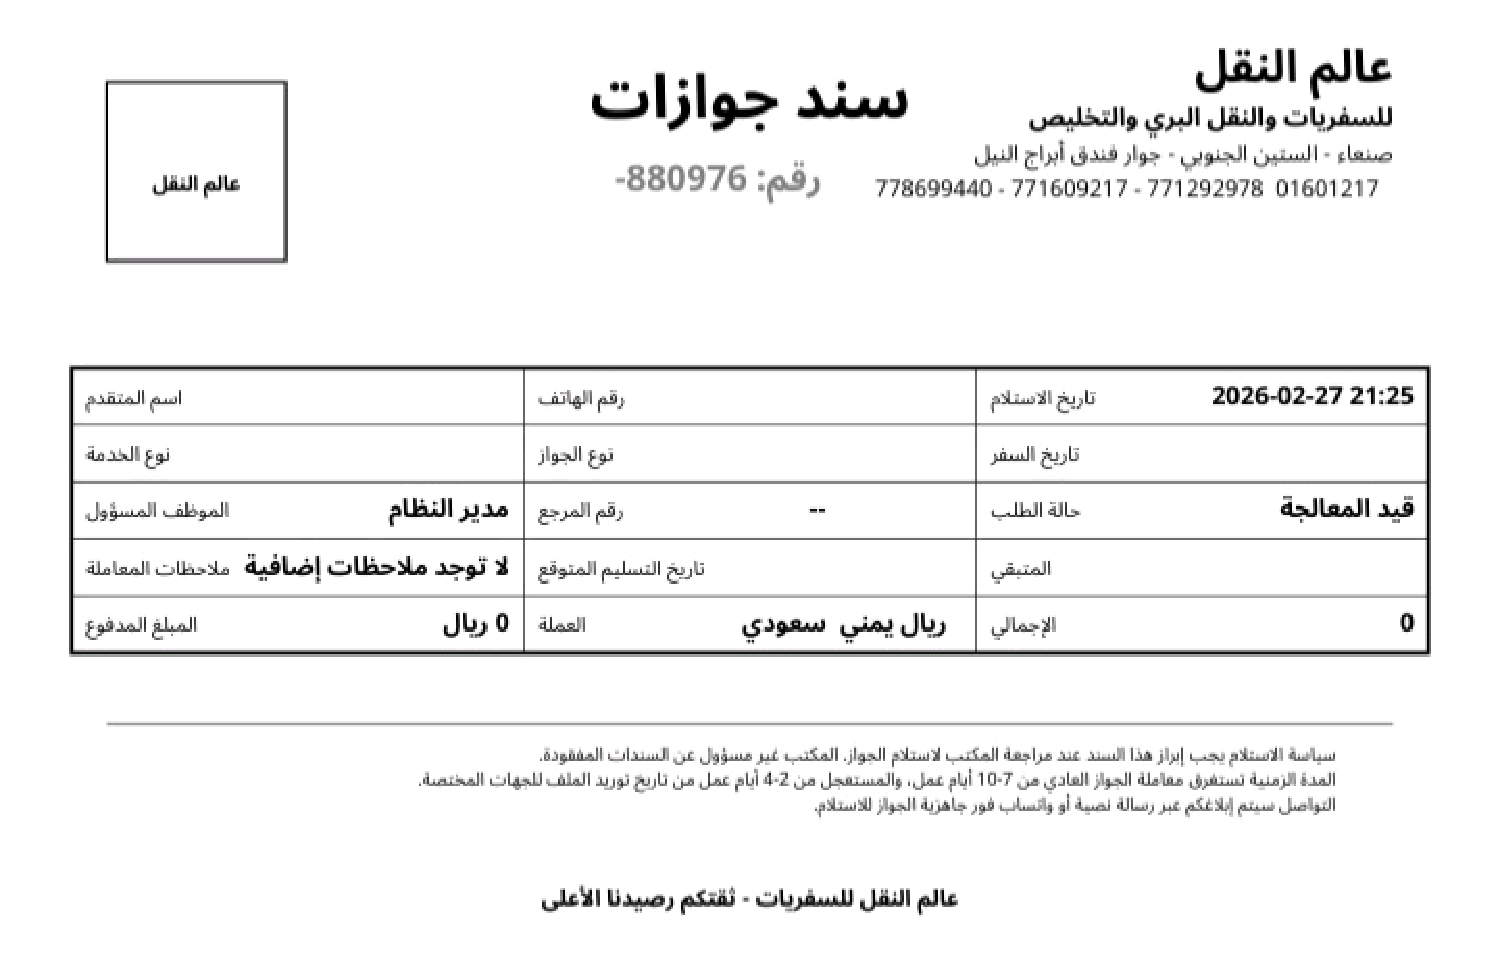 عالم النقل
للسفريات والنقل البري والتخليص
صنعاء - الستين الجنوبي - جوار فندق أبراج النيل
778699440 - 771609217 - 771292978 01601217
سند جوازات
رقم: 880976-
عالم النقل
تاريخ الاستلام 2026-02-27 21:25 رقم الهاتف اسم المتقدم
تاريخ السفر نوع الجواز نوع الخدمة
حالة الطلب قيد المعالجة رقم المرجع -- الموظف المسؤول مدير النظام
المتبقي تاريخ التسليم المتوقع ملاحظات المعاملة لا توجد ملاحظات إضافية
الإجمالي 0 العملة ريال يمني سعودي المبلغ المدفوع 0 ريال
سياسة الاستلام يجب إبراز هذا السند عند مراجعة المكتب لاستلام الجواز. المكتب غير مسؤول عن السندات المفقودة.
المدة الزمنية تستغرق معاملة الجواز العادي من 7-10 أيام عمل، والمستعجل من 2-4 أيام عمل من تاريخ توريد الملف للجهات المختصة.
التواصل سيتم إبلاغكم عبر رسالة نصية أو واتساب فور جاهزية الجواز للاستلام.
عالم النقل للسفريات - ثقتكم رصيدنا الأعلى